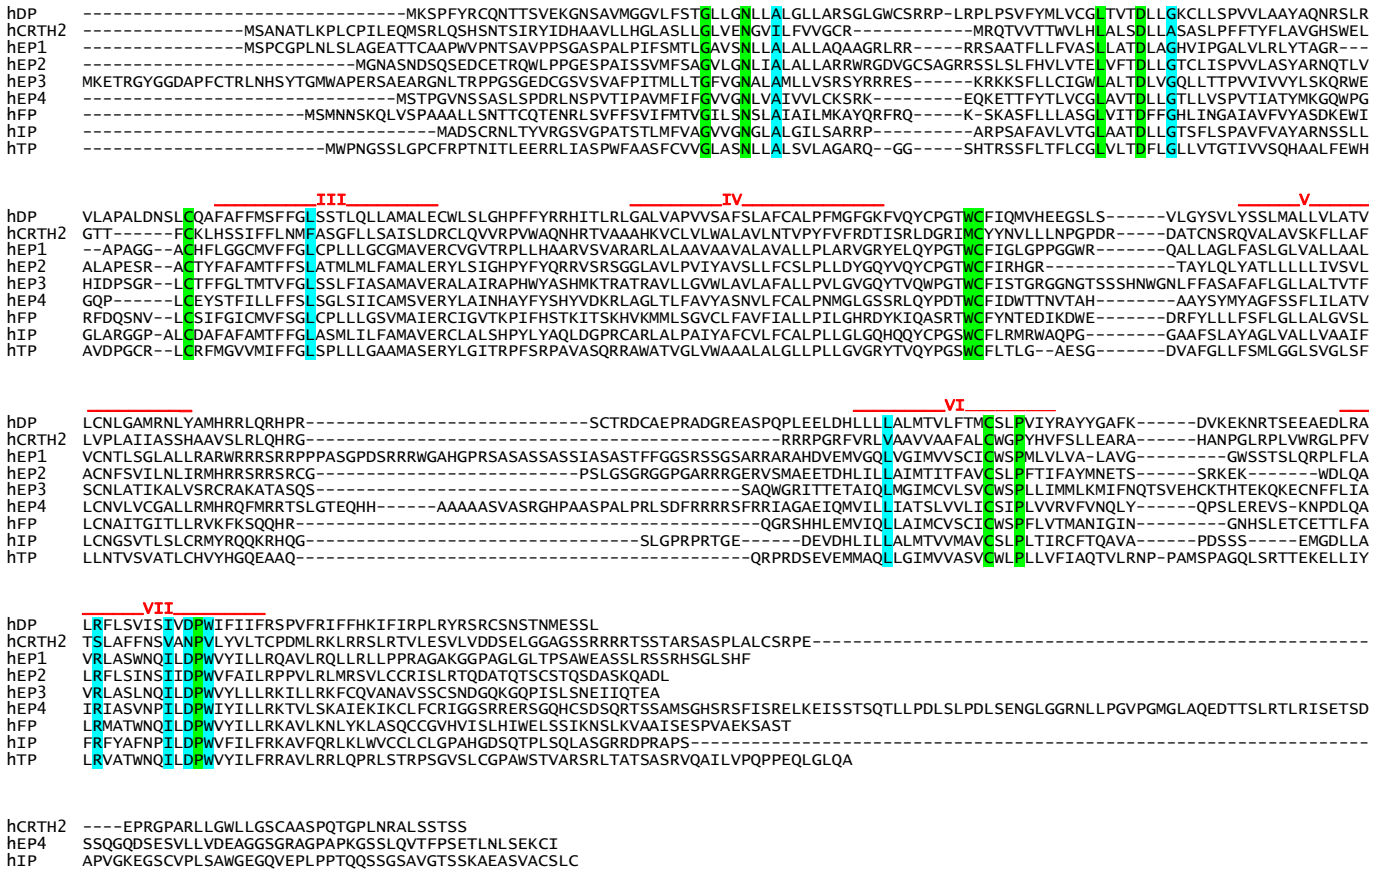 hDP --------------------------------MKSPFYRCQNTTSVEKGNSAVMGGVLFSTGLLGNLLALGLLARSGLGWCSRRP-LRPLPSVFYMLVCGLTVTDLLGKCLLSPVVLAAYAQNRSLR
hCRTH2 ----------------MSANATLKPLCPILEQMSRLQSHSNTSIRYIDHAAVLLHGLASLLGLVENGVILFVVGCR------------MRQTVVTTWVLHLALSDLLASASLPFFTYFLAVGHSWEL
hEP1 ----------------MSPCGPLNLSLAGEATTCAAPWVPNTSAVPPSGASPALPIFSMTLGAVSNLLALALLAQAAGRLRR-----RRSAATFLLFVASLLATDLAGHVIPGALVLRLYTAGR---
hEP2 ---------------------------MGNASNDSQSEDCETRQWLPPGESPAISSVMFSAGVLGNLIALALLARRWRGDVGCSAGRRSSLSLFHVLVTELVFTDLLGTCLISPVVLASYARNQTLV
hEP3 MKETRGYGGDAPFCTRLNHSYTGMWAPERSAEARGNLTRPPGSGEDCGSVSVAFPITMLLTGFVGNALAMLLVSRSYRRRES-----KRKKSFLLCIGWLALTDLVGQLLTTPVVIVVYLSKQRWE
hEP4 -------------------------------MSTPGVNSSASLSPDRLNSPVTIPAVMFIFGVVGNLVAIVVLCKSRK---------EQKETTFYTLVCGLAVTDLLGTLLVSPVTIATYMKGQWPG
hFP ----------------------MSMNNSKQLVSPAAALLSNTTCQTENRLSVFFSVIFMTVGILSNSLAIAILMKAYQRFRQ----K-SKASFLLLASGLVITDFFGHLINGAIAVFVYASDKEWI
hIP -----------------------------------MADSCRNLTYVRGSVGPATSTLMFVAGVVGNGLALGILSARRP---------ARPSAFAVLVTGLAATDLLGTSFLSPAVFVAYARNSSLL
hTP ------------------------MWPNGSSLGPCFRPTNITLEERRLIASPWFAASFCVVGLASNLLALSVLAGARQ--GG-----SHTRSSFLTFLCGLVLTDFLGLLVTGTIVVSQHAALFEWH
III IV V
hDP VLAPALDNSLCQAFAFFMSFFGLSSTLQLLAMALECWLSLGHPFFYRRHITLRLGALVAPVVSAFSLAFCALPFMGFGKFVQYCPGTWCFIQMVHEEGSLS------VLGYSVLYSSLMALLVLATV
hCRTH2 GTT------FCKLHSSIFFLNMFASGFLLSAISLDRCLQVVRPVWAQNHRTVAAAHKVCLVLWALAVLNTVPYFVFRDTISRLDGRIMCYYNVLLLNPGPDR------DATCNSRQVALAVSKFLLAF
hEP1 --APAGG--ACHFLGGCMVFFGLCPLLLGCGMAVERCVGVTRPLLHAARVSVARARLALAAVAAVALAVALLPLARVGRYELQYPGTWCFIGLGPPGGWR-------QALLAGLFASLGLVALLAAL
hEP2 ALAPESR--ACTYFAFAMTFFSLATMLMLFAMALERYLSIGHPYFYQRRVSRSGGLAVLPVIYAVSLLFCSLPLLDYGQYVQYCPGTWCFIRHGR-----------TAYLQLYATLLLLLIVSVL
hEP3 HIDPSGR--LCTFFGLTMTVFGLSSLFIASAMAVERALAIRAPHWYASHMKTRATRAVLLGVWLAVLAFALLPVLGVGQYTVQWPGTWCFISTGRGGNGTSSSHNWGNLFFASAFAFLGLLALTVTF
hEP4 GQP------LCEYSTFILLFFSLSGLSIICAMSVERYLAINHAYFYSHYVDKRLAGLTLFAVYASNVLFCALPNMGLGSSRLQYPDTWCFIDWTTNVTAH-------AAYSYMYAGFSSFLILATV
hFP RFDQSNV--LCSIFGICMVFSGLCPLLLGSVMAIERCIGVTKPIFHSTKITSKHVKMMLSGVCLFAVFIALLPILGHRDYKIQASRTWCFYNTEDIKDWE-------DRFYLLLFSFLGLLALGVSL
hIP GLARGGP-ALCDAFAFAMTFFGLASMLILFAMAVERCLALSHPYLYAQLDGPRCARLALPAIYAFCVLFCALPLLGLGQHQQYCPGSWCFLRMRWAQPG--------GAAFSLAYAGLVALLVAAIF
hTP AVDPGCR--LCRFMGVVMIFFGLSPLLLGAAMASERYLGITRPFSRPAVASQRRAWATVGLVWAAALALGLLPLLGVGRYTVQYPGSWCFLTLG--AESG-------DVAFGLLFSMLGGLSVGLSF
VI
hDP LCNLGAMRNLYAMHRRLQRHPR----------------------------SCTRDCAEPRADGREASPQPLEELDHLLLLALMTVLFTMCSLPVIYRAYYGAFK-----DVKEKNRTSEEAEDLRA
hCRTH2 LVPLAIIASSHAAVSLRLQHRG-----------------------------------------------RRRPGRFVRLVAAVVAAFALCWGPYHVFSLLEARA------HANPGLRPLVWRGLPFV
hEP1 VCNTLSGLALLRARWRRRSRRPPPASGPDSRRRWGAHGPRSASASSASSIASASTFFGGSRSSGSARRARAHDVEMVGQLVGIMVVSCICWSPMLVLVA-LAVG--------GWSSTSLQRPLFLA
hEP2 ACNFSVILNLIRMHRRSRRSRCG---------------------------PSLGSGRGGPGARRRGERVSMAEETDHLILLAIMTITFAVCSLPFTIFAYMNETS-----SRKEK-----WDLQA
hEP3 SCNLATIKALVSRCRAKATASQS------------------------------------------SAQWGRITTETAIQLMGIMCVLSVCWSPLLIMMLKMIFNQTSVEHCKTHTEKQKECNFFLIA
hEP4 LCNVLVCGALLRMHRQFMRRTSLGTEQHH------AAAAASVASRGHPAASPALPRLSDFRRRRSFRRIAGAEIQMVILLIATSLVVLICSIPLVVRVFVNQLY------QPSLEREVS-KNPDLQA
hFP LCNAITGITLLRVKFKSQQHR----------------------------------------------QGRSHHLEMVIQLLAIMCVSCICWSPFLVTMANIGIN-------GNHSLETCETTLFA
hIP LCNGSVTLSLCRMYRQQKRHQG---------------------------------SLGPRPRTGE-----DEVDHLILLALMTVVMAVCSLPLTIRCFTQAVA------PDSSS----EMGDLLA
hTP LLNTVSVATLCHVYHGQEAAQ---------------------------------------------QRPRDSEVEMMAQLLGIMVVASVCWLPLLVFIAQTVLRNP-PAMSPAGQLSRTTEKELLIY
VII
hDP LRFLSVISIVDPWIFIIFRSPVFRIFFHKIFIRPLRYRSRCSNSTNMESSL
hCRTH2 TSLAFFNSVANPVLYVLTCPDMLRKLRRSLRTVLESVLVDDSELGGAGSSRRRRTSSTARSASPLALCSRPE-------------------------------------------------------
hEP1 VRLASWNQILDPWVYILLRQAVLRQLLRLLPPRAGAKGGPAGLGLTPSAWEASSLRSSRHSGLSHF
hEP2 LRFLSINSIIDPWVFAILRPPVLRLMRSVLCCRISLRTQDATQTSCSTQSDASKQADL
hEP3 VRLASLNQILDPWVYLLLRKILLRKFCQVANAVSSCSNDGQKGQPISLSNEIIQTEA
hEP4 IRIASVNPILDPWIYILLRKTVLSKAIEKIKCLFCRIGGSRRERSGQHCSDSQRTSSAMSGHSRSFISRELKEISSTSQTLLPDLSLPDLSENGLGGRNLLPGVPGMGLAQEDTTSLRTLRISETSD
hFP LRMATWNQILDPWVYILLRKAVLKNLYKLASQCCGVHVISLHIWELSSIKNSLKVAAISESPVAEKSAST
hIP FRFYAFNPILDPWVFILFRKAVFQRLKLWVCCLCLGPAHGDSQTPLSQLASGRRDPRAPS-------------------------------------------------------------------
hTP LRVATWNQILDPWVYILFRRAVLRRLQPRLSTRPSGVSLCGPAWSTVARSRLTATSASRVQAILVPQPPEQLGLQA
hCRTH2 ----EPRGPARLLGWLLGSCAASPQTGPLNRALSSTSS
hEP4 SSQGQDSESVLLVDEAGGSGRAGPAPKGSSLQVTFPSETLNLSEKCI
hIP APVGKEGSCVPLSAWGEGQVEPLPPTQQSSGSAVGTSSKAEASVACSLC